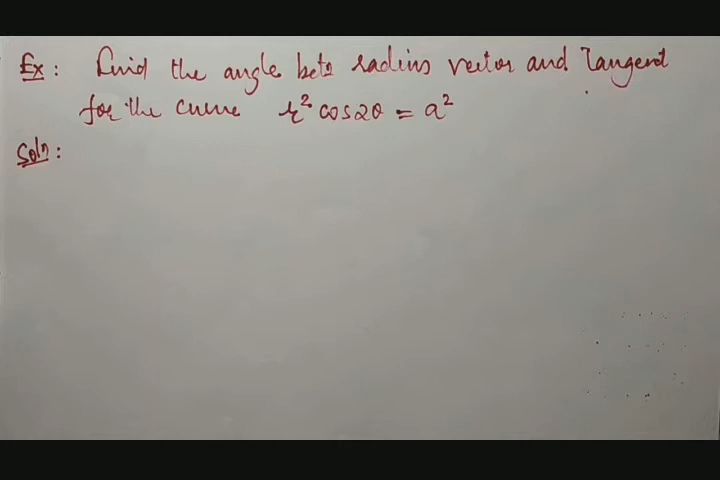 Ex: Find the angle betn radius vector and Tangent
for the curve r² cos2θ = a²
Soln: